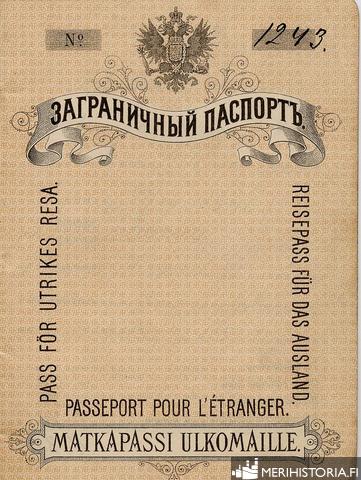 № 1243.
ЗАГРАНИЧНЫЙ ПАСПОРТЪ.
PASS FÖR UTRIKES RESA.
REISEPASS FÜR DAS AUSLAND.
PASSEPORT POUR L'ÉTRANGER.
MATKAPASSI ULKOMAILLE.
MERIHISTORIA.FI